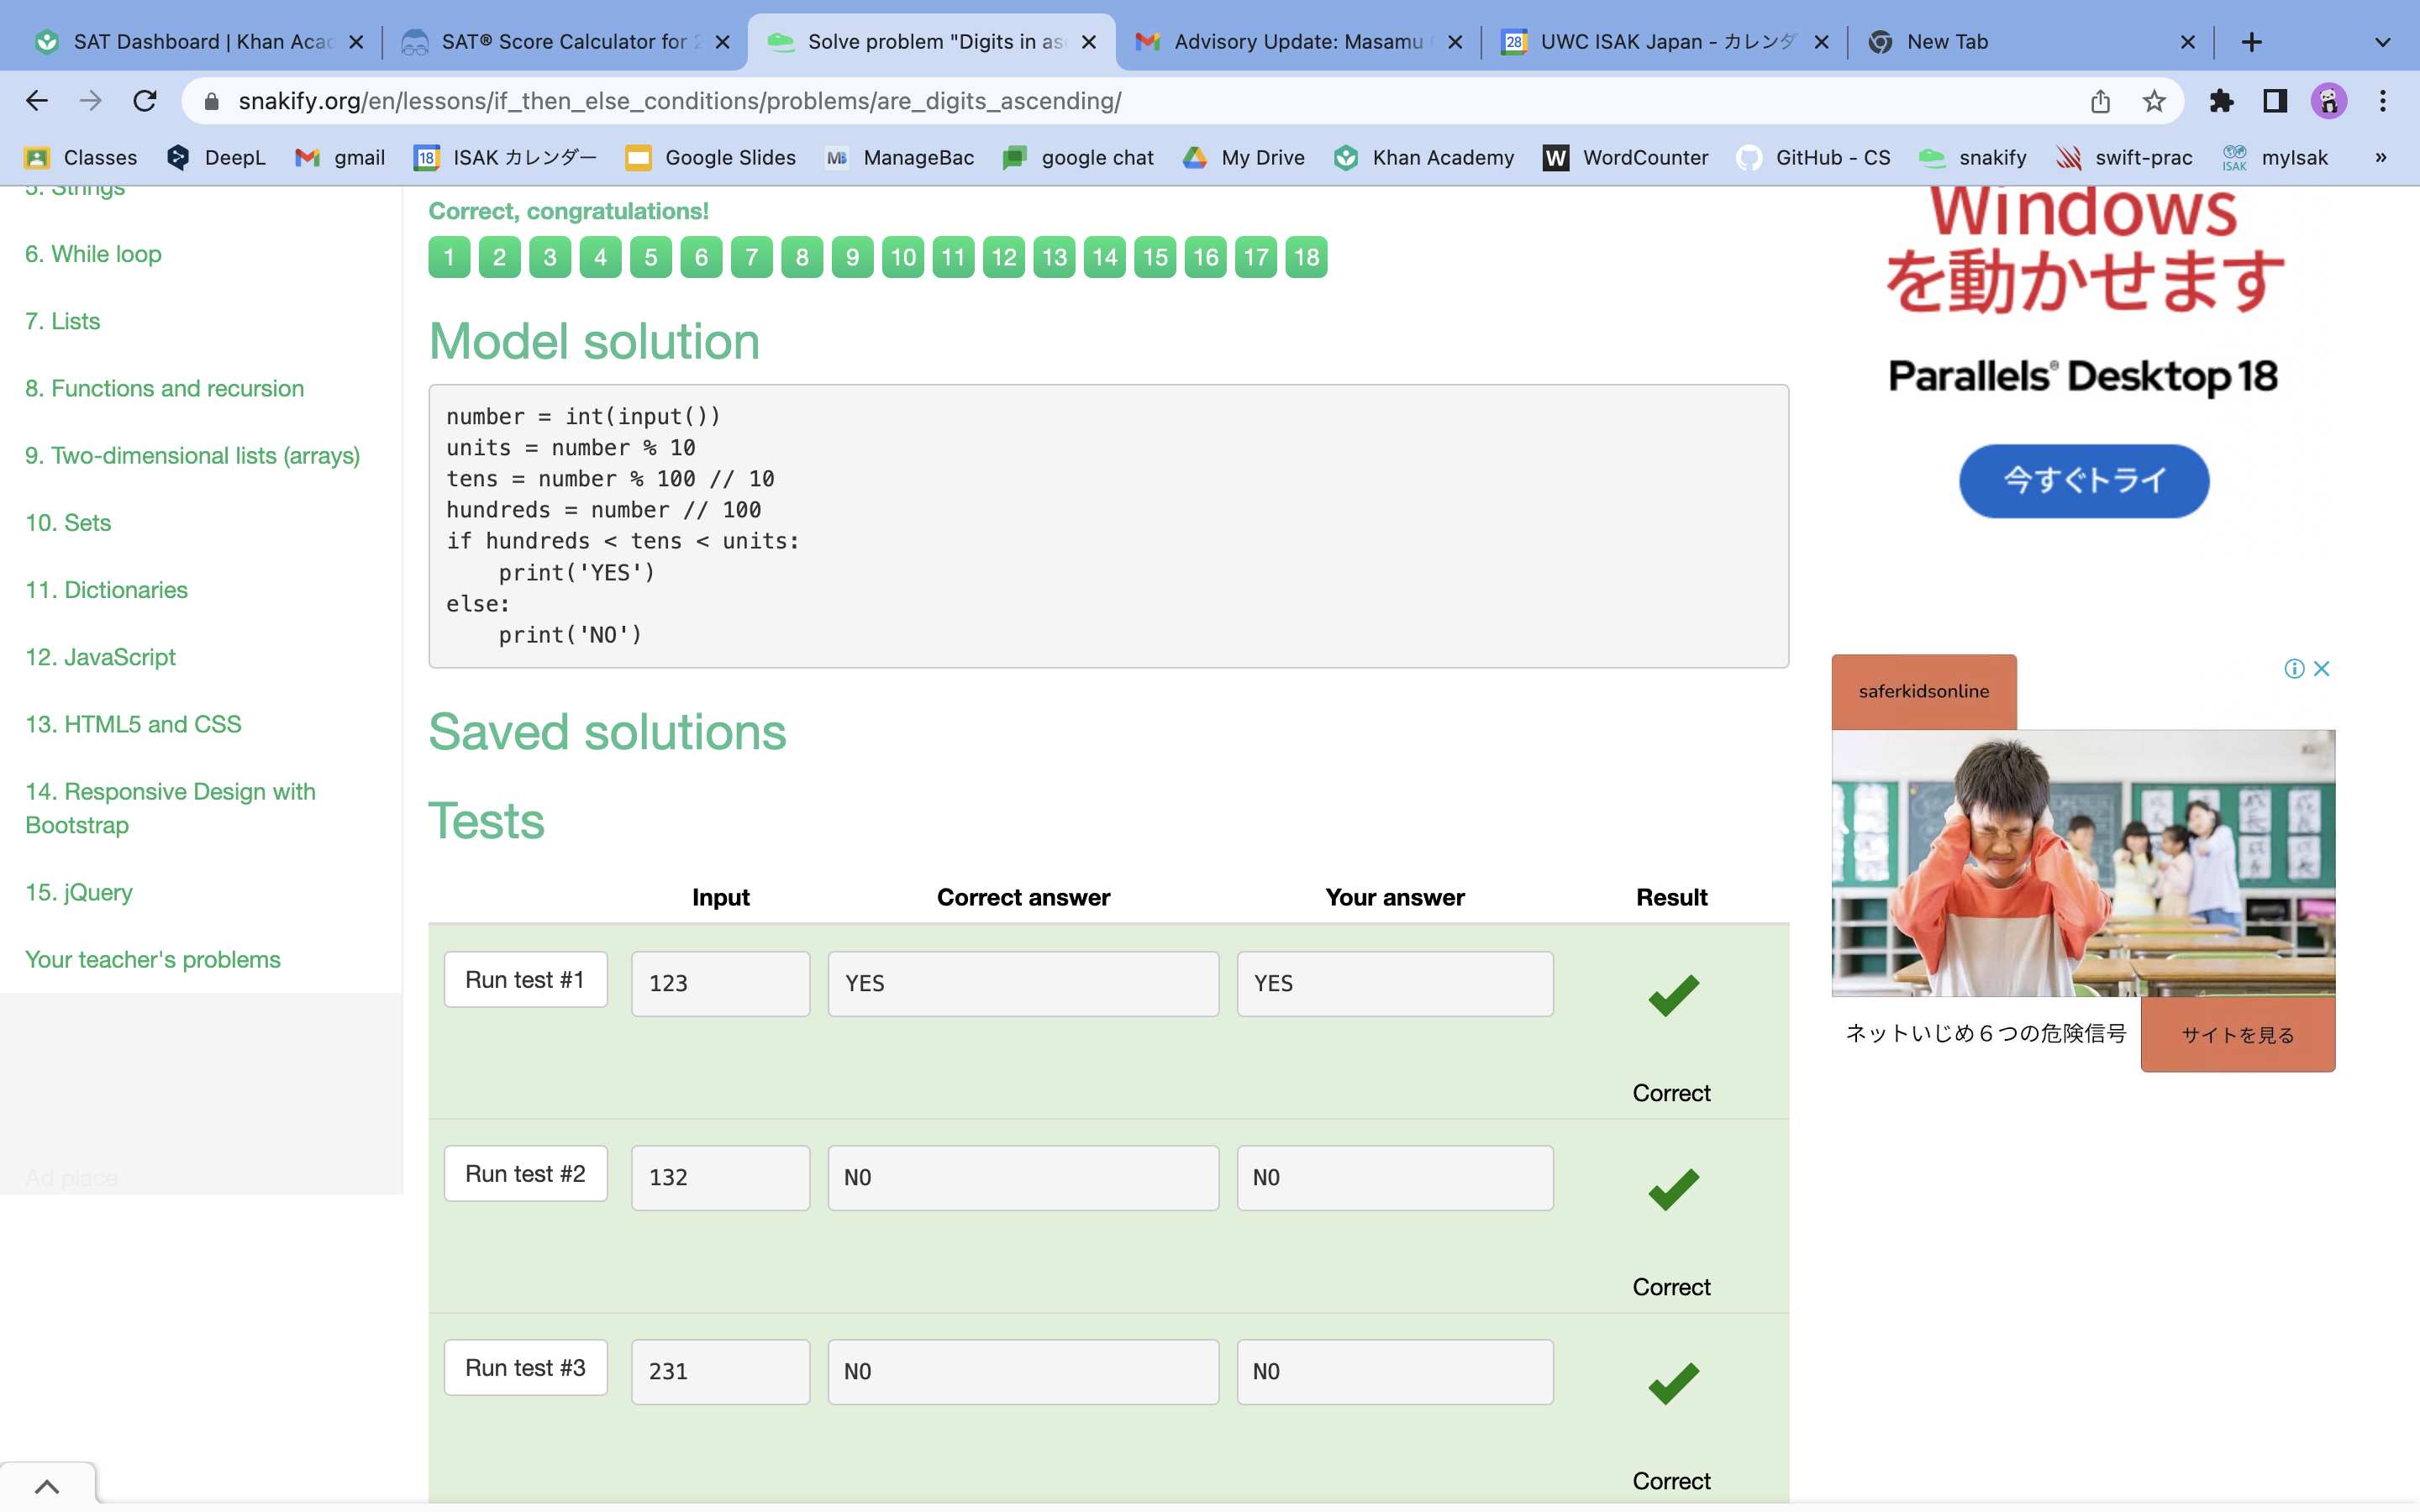 SAT Dashboard | Khan Acad
SAT® Score Calculator for 2
Solve problem "Digits in as
Advisory Update: Masamu
28
UWC ISAK Japan - カレンダ
New Tab
snakify.org/en/lessons/if_then_else_conditions/problems/are_digits_ascending/
Classes
DeepL
gmail
18
ISAK カレンダー
Google Slides
MB
ManageBac
google chat
My Drive
Khan Academy
W
WordCounter
GitHub - CS
snakify
swift-prac
ISAK
myIsak
»
5. Strings
6. While loop
7. Lists
8. Functions and recursion
9. Two-dimensional lists (arrays)
10. Sets
11. Dictionaries
12. JavaScript
13. HTML5 and CSS
14. Responsive Design with
Bootstrap
15. jQuery
Your teacher's problems
Ad place
Correct, congratulations!
1 2 3 4 5 6 7 8 9 10 11 12 13 14 15 16 17 18
Model solution
number = int(input())
units = number % 10
tens = number % 100 // 10
hundreds = number // 100
if hundreds < tens < units:
    print('YES')
else:
    print('NO')
Saved solutions
Tests
Input Correct answer Your answer Result
Run test #1 123 YES YES
Correct
Run test #2 132 NO NO
Correct
Run test #3 231 NO NO
Correct
Windows
を動かせます
Parallels® Desktop 18
今すぐトライ
saferkidsonline
ネットいじめ６つの危険信号
サイトを見る